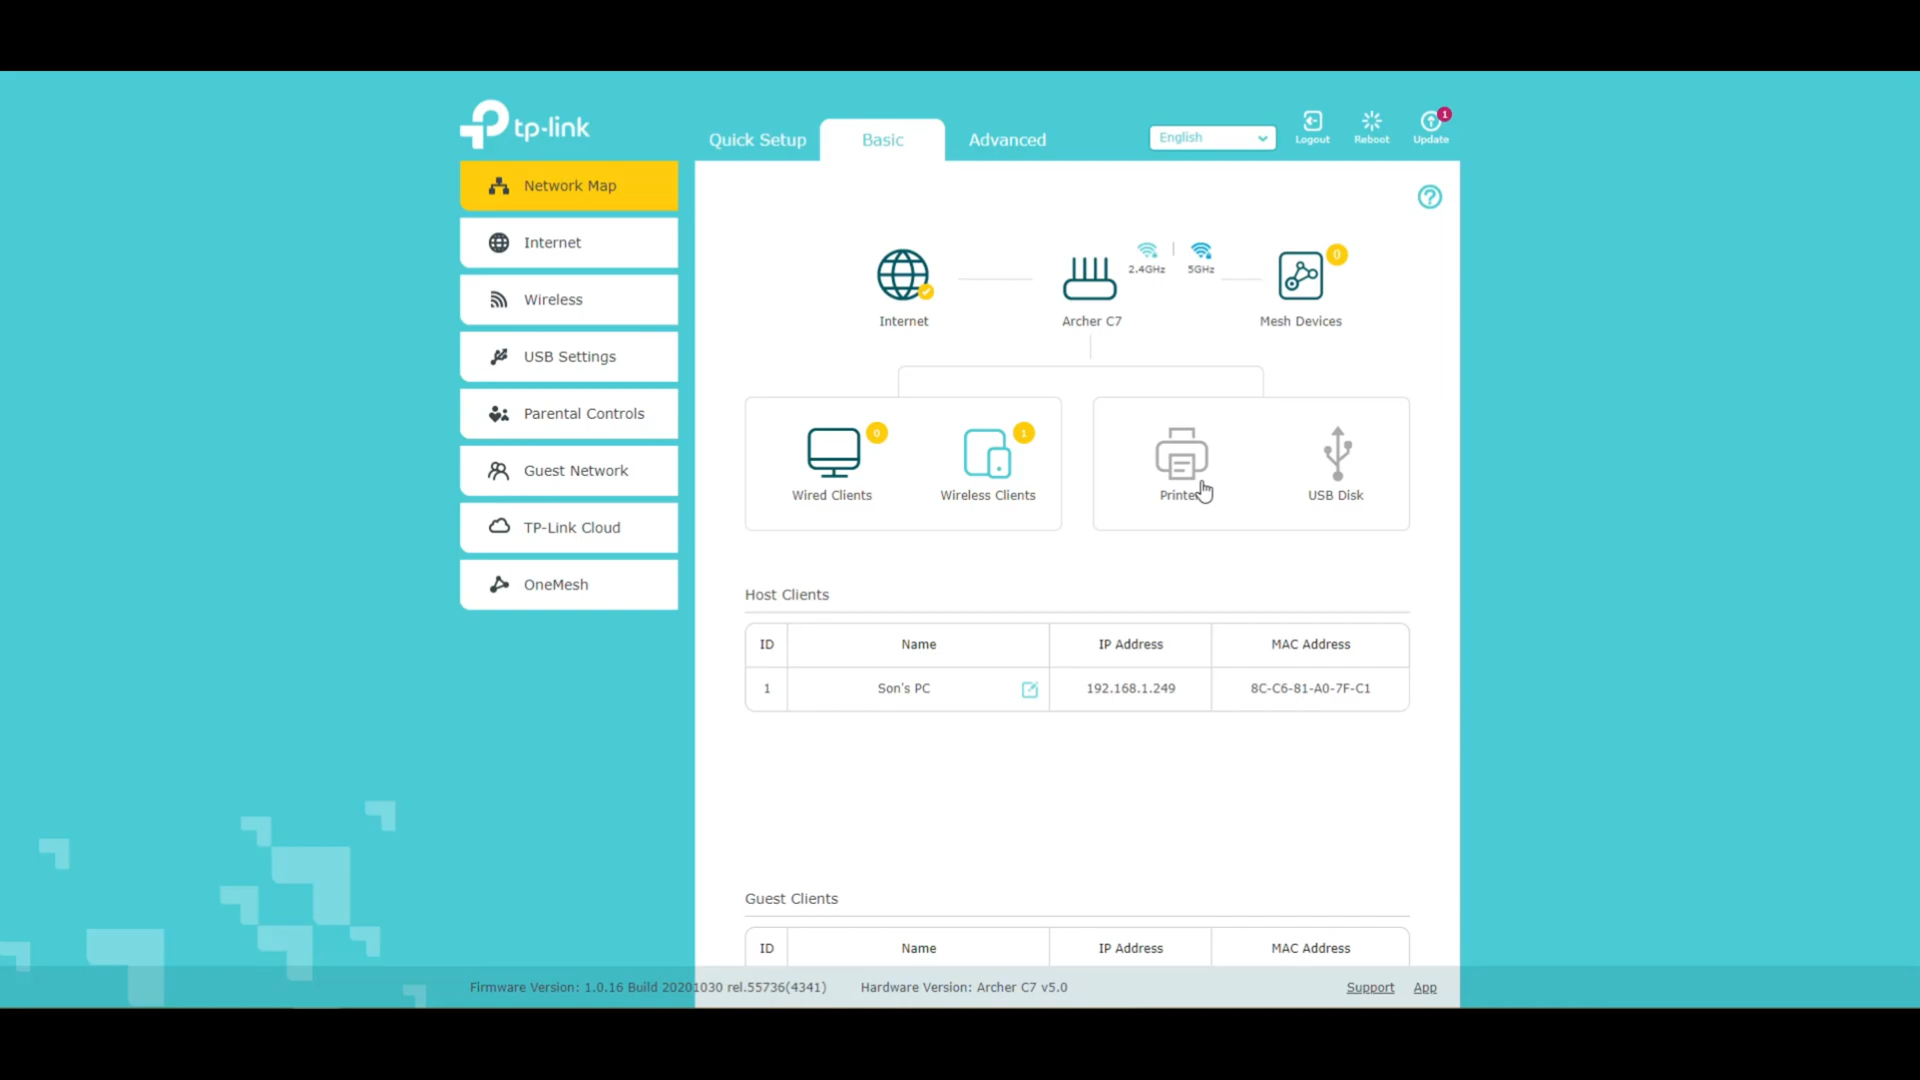 tp-link
Quick Setup Basic Advanced English Logout Reboot Update 1
Network Map
Internet
Wireless
USB Settings
Parental Controls
Guest Network
TP-Link Cloud
OneMesh
?
2.4GHz 5GHz 0
Internet Archer C7 Mesh Devices
0 1
Wired Clients Wireless Clients USB Disk
Host Clients
ID Name IP Address MAC Address
1 Son's PC 192.168.1.249 8C-C6-81-A0-7F-C1
Guest Clients
ID Name IP Address MAC Address
Firmware Version: 1.0.16 Build 20201030 rel.55736(4341) Hardware Version: Archer C7 v5.0 Support App